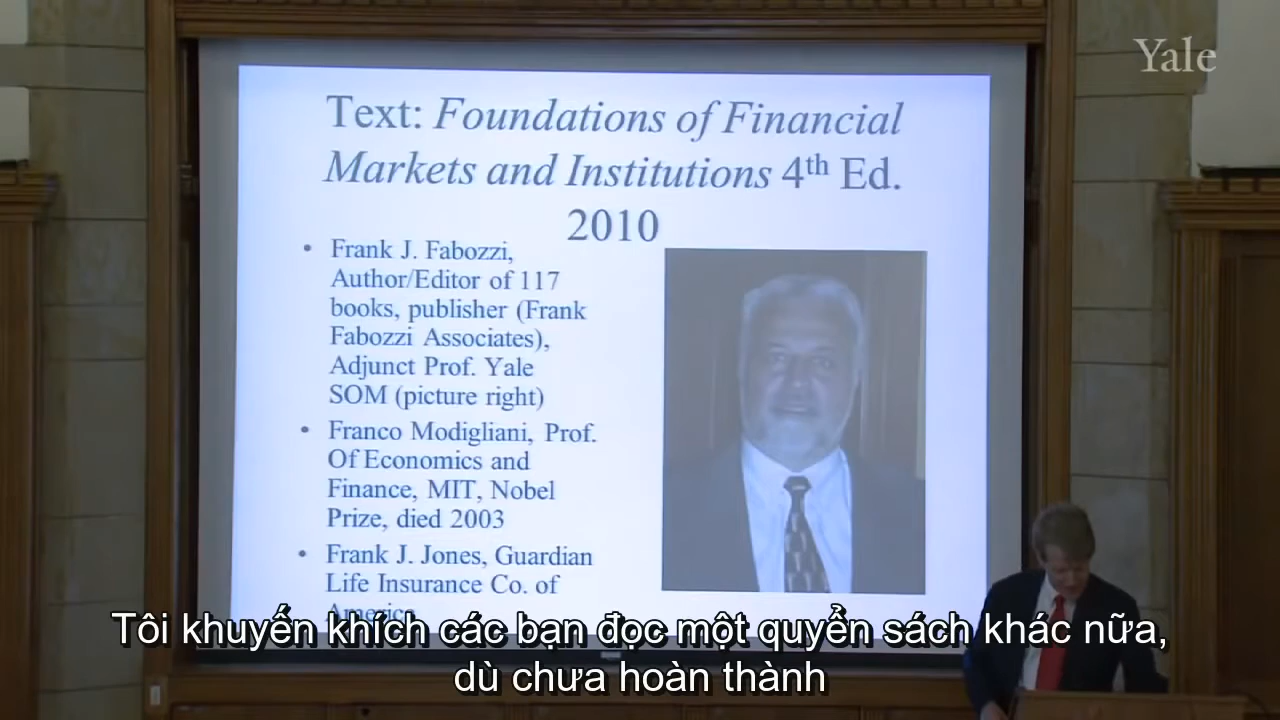 Yale
Text: Foundations of Financial
Markets and Institutions 4th Ed.
2010
• Frank J. Fabozzi,
Author/Editor of 117
books, publisher (Frank
Fabozzi Associates),
Adjunct Prof. Yale
SOM (picture right)
• Franco Modigliani, Prof.
Of Economics and
Finance, MIT, Nobel
Prize, died 2003
• Frank J. Jones, Guardian
Life Insurance Co. of
America
Tôi khuyến khích các bạn đọc một quyển sách khác nữa,
dù chưa hoàn thành